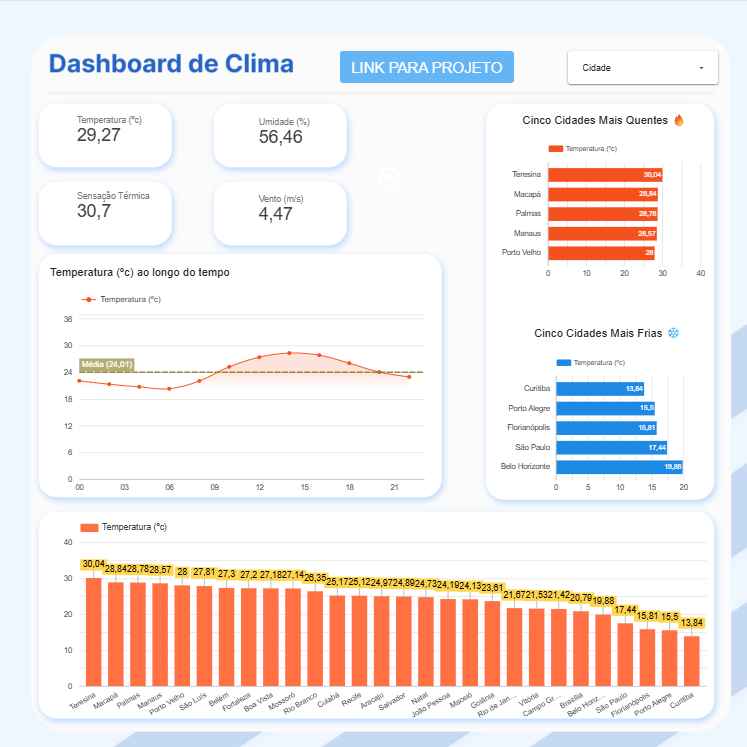 Dashboard de Clima
LINK PARA PROJETO
Cidade
Temperatura (ºc)
29,27
Umidade (%)
56,46
Sensação Térmica
30,7
Vento (m/s)
4,47
Cinco Cidades Mais Quentes 🔥
Temperatura (ºc)
Teresina 30,04
Macapá 28,84
Palmas 28,78
Manaus 28,57
Porto Velho 28
0 10 20 30 40
Cinco Cidades Mais Frias ❄️
Temperatura (ºc)
Curitiba 13,84
Porto Alegre 15,5
Florianópolis 15,81
São Paulo 17,44
Belo Horizonte 19,88
0 5 10 15 20
Temperatura (ºc) ao longo do tempo
Temperatura (ºc)
36
30
Média (24,01)
24
18
12
6
0
00 03 06 09 12 15 18 21
Temperatura (ºc)
40
30
20
10
0
30,04 28,84 28,78 28,57 28 27,81 27,3 27,2 27,18 27,14 26,35 25,17 25,12 24,97 24,89 24,73 24,19 24,13 23,61 21,67 21,53 21,42 20,79 19,88 17,44 15,81 15,5 13,84
Teresina Macapá Palmas Manaus Porto Velho São Luís Belém Fortaleza Boa Vista Mossoró Rio Branco Cuiabá Recife Aracaju Salvador Natal João Pessoa Maceió Goiânia Rio de Jan... Vitória Campo Gr... Brasília Belo Horiz... São Paulo Florianópolis Porto Alegre Curitiba